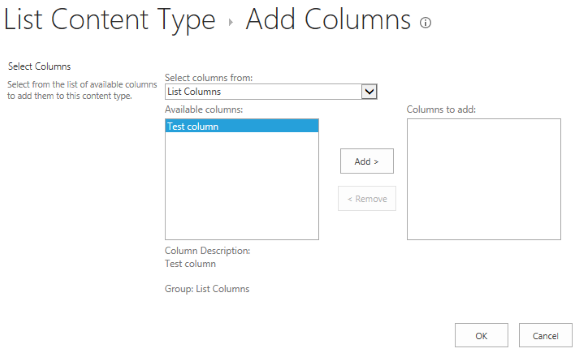 List Content Type › Add Columns
Select Columns
Select from the list of available columns
to add them to this content type.
Select columns from:
List Columns
Available columns:
Test column
Add >
< Remove
Columns to add:
Column Description:
Test column
Group: List Columns
OK
Cancel